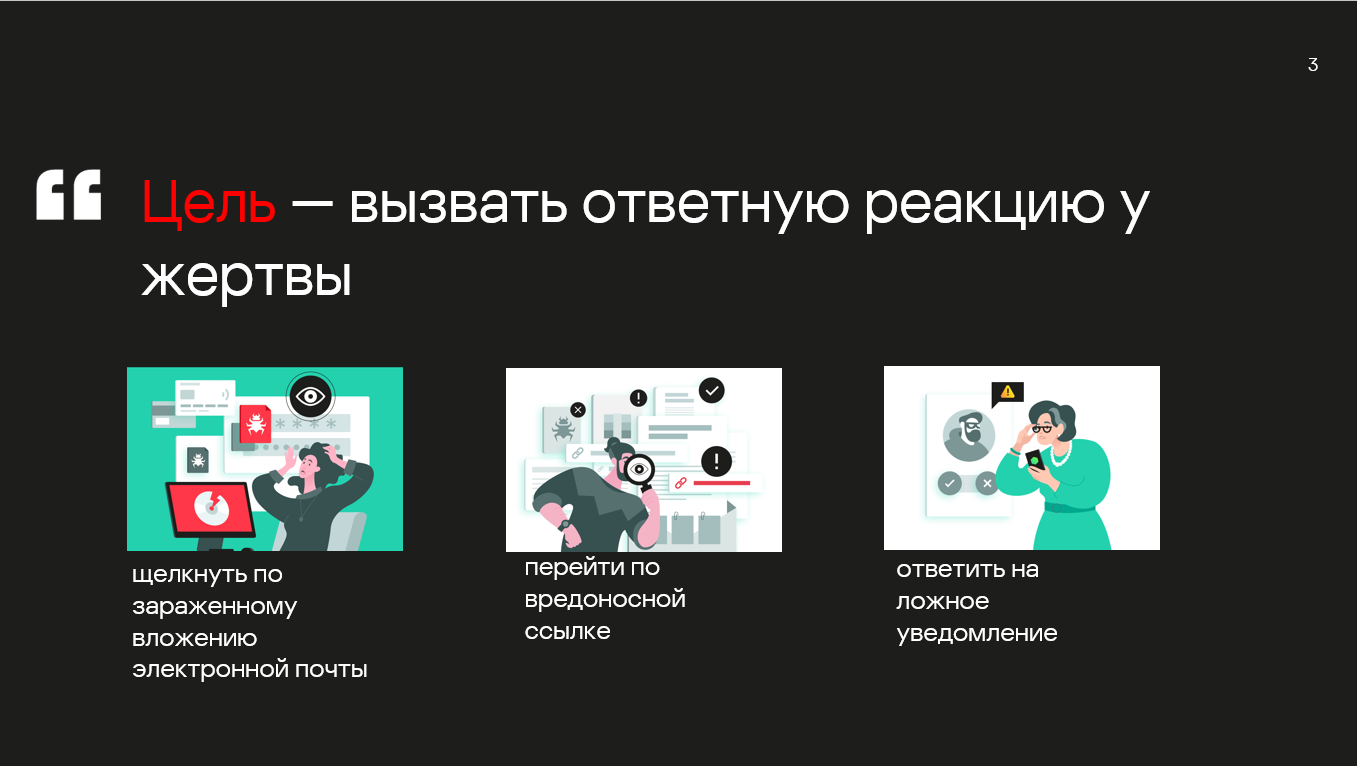 3
“
Цель — вызвать ответную реакцию у
жертвы
щелкнуть по
зараженному
вложению
электронной почты
перейти по
вредоносной
ссылке
ответить на
ложное
уведомление